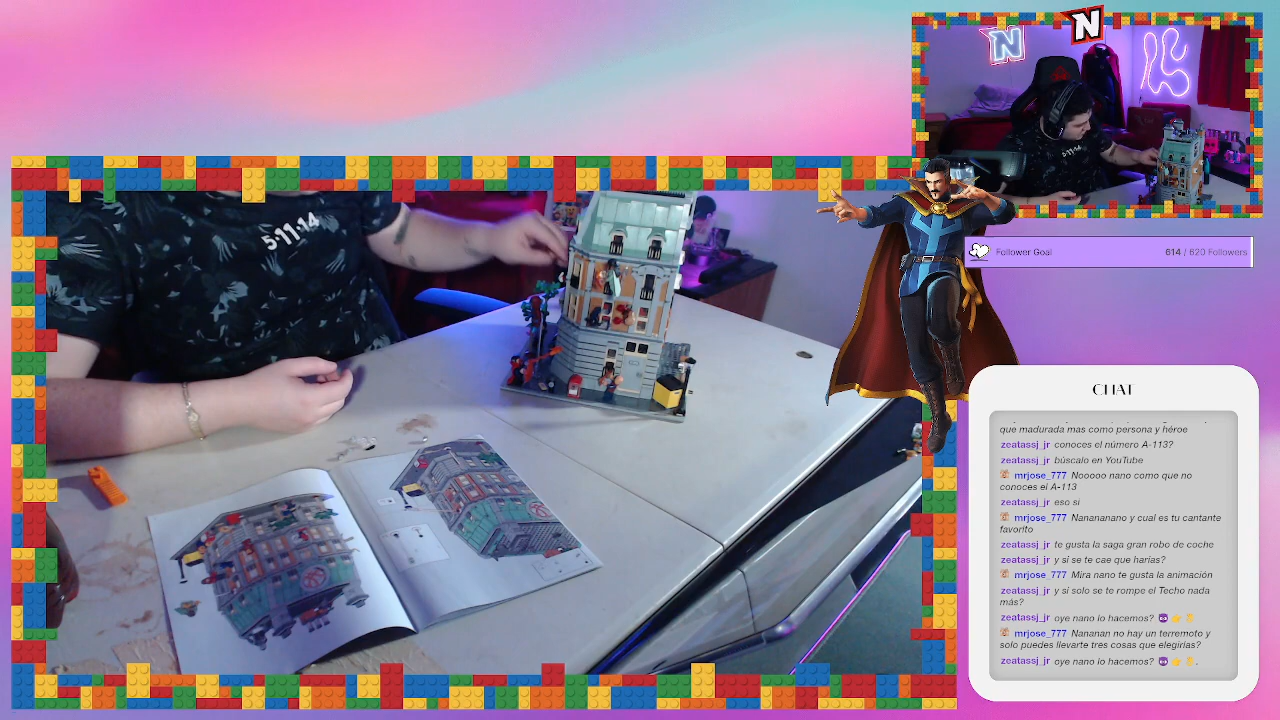 N
N
5·11·14
Follower Goal
614 / 620 Followers
CHAT
que madurada mas como persona y héroe
zeatassj_jr conoces el número A-113?
zeatassj_jr búscalo en YouTube
mrjose_777 Nooooo nano como que no
conoces el A-113
zeatassj_jr eso si
mrjose_777 Nanananano y cual es tu cantante
favorito
zeatassj_jr te gusta la saga gran robo de coche
zeatassj_jr y si se te cae que harías?
mrjose_777 Mira nano te gusta la animación
zeatassj_jr y si solo se te rompe el Techo nada
más?
zeatassj_jr oye nano lo hacemos?
mrjose_777 Nananan no hay un terremoto y
solo puedes llevarte tres cosas que elegirías?
zeatassj_jr oye nano lo hacemos?
5·11·14